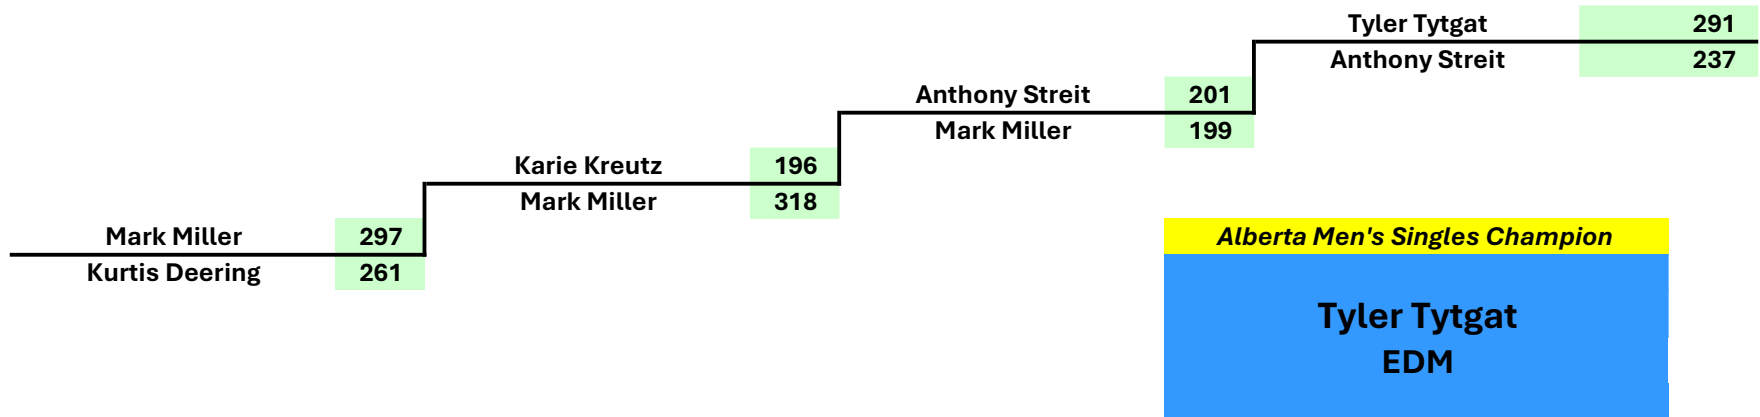 Tyler Tytgat 291
Anthony Streit 237
Anthony Streit 201
Mark Miller 199
Karie Kreutz 196
Mark Miller 318
Mark Miller 297
Kurtis Deering 261
Alberta Men's Singles Champion
Tyler Tytgat
EDM